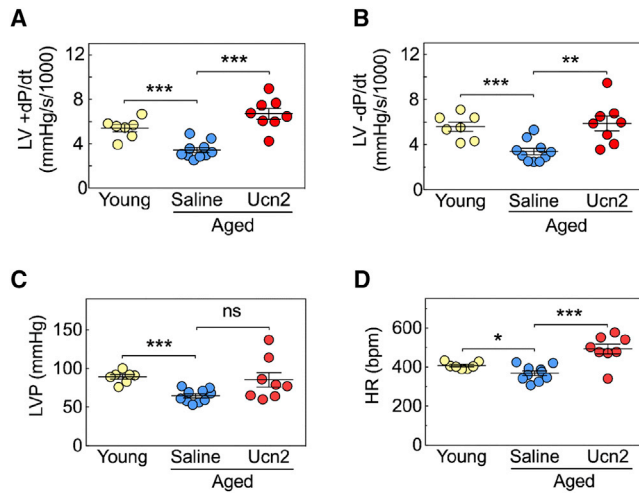 A
LV +dP/dt
(mmHg/s/1000)
12
8
4
0
***
***
Young Saline Ucn2
Aged
B
LV -dP/dt
(mmHg/s/1000)
12
8
4
0
***
**
Young Saline Ucn2
Aged
C
LVP (mmHg)
150
100
50
0
***
ns
Young Saline Ucn2
Aged
D
HR (bpm)
600
400
200
0
*
***
Young Saline Ucn2
Aged